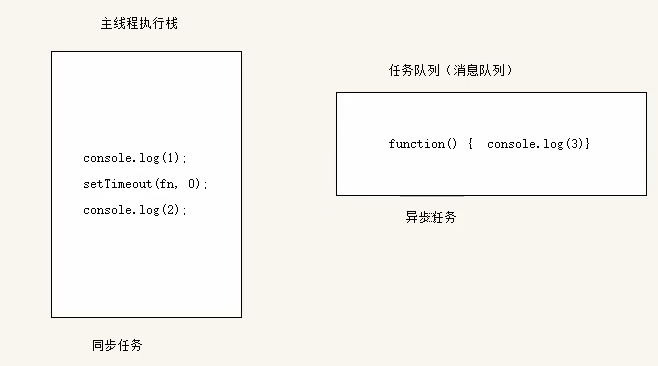 主线程执行栈
console.log(1);
setTimeout(fn, 0);
console.log(2);
同步任务
任务队列（消息队列）
function() {  console.log(3)}
异步任务